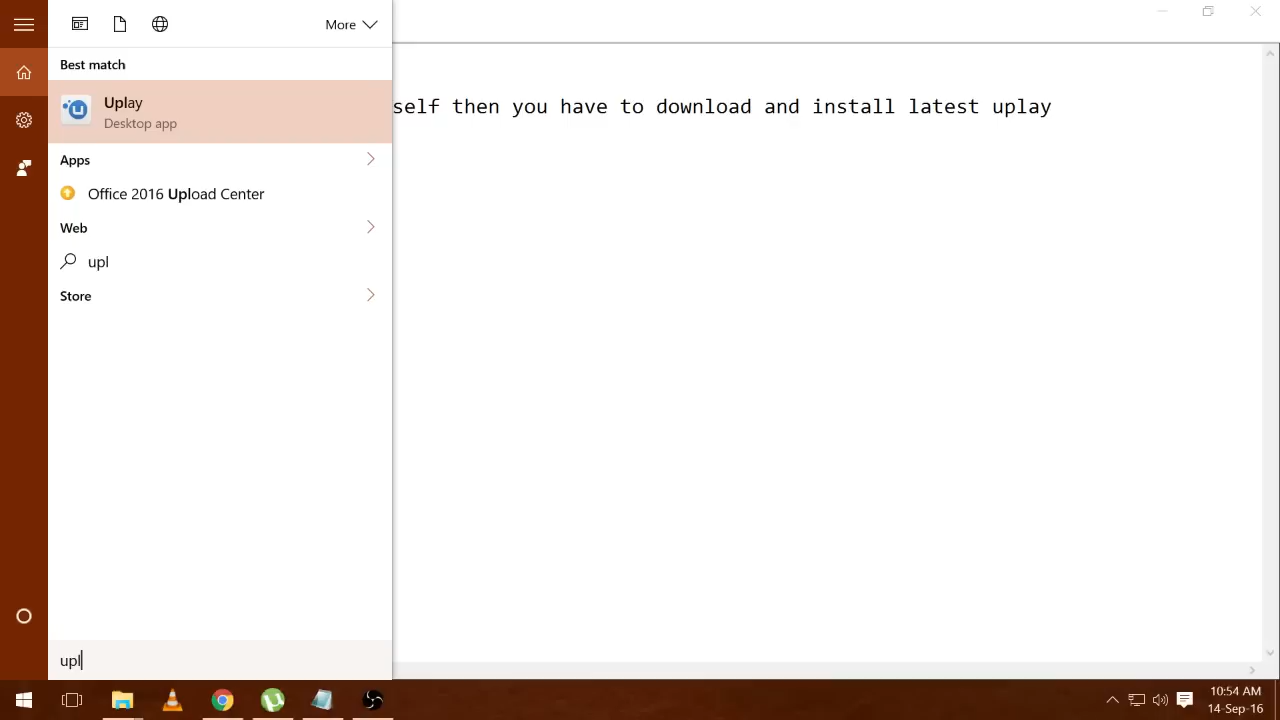 More
Best match
Uplay
Desktop app
Apps
Office 2016 Upload Center
Web
upl
Store
upl
self then you have to download and install latest uplay
10:54 AM
14-Sep-16